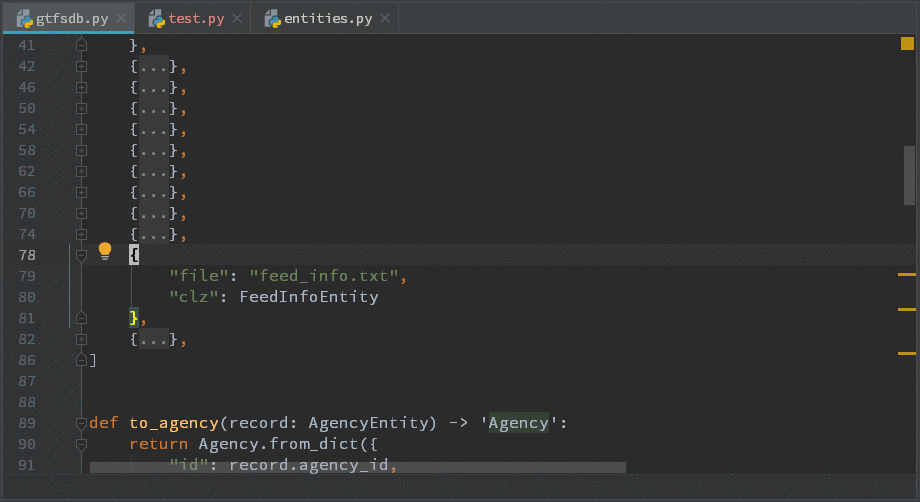 gtfsdb.py test.py entities.py
41 },
42 {...},
46 {...},
50 {...},
54 {...},
58 {...},
62 {...},
66 {...},
70 {...},
74 {...},
78 {
79 "file": "feed_info.txt",
80 "clz": FeedInfoEntity
81 },
82 {...},
86 ]
87
88
89 def to_agency(record: AgencyEntity) -> 'Agency':
90 return Agency.from_dict({
91 "id": record.agency_id,